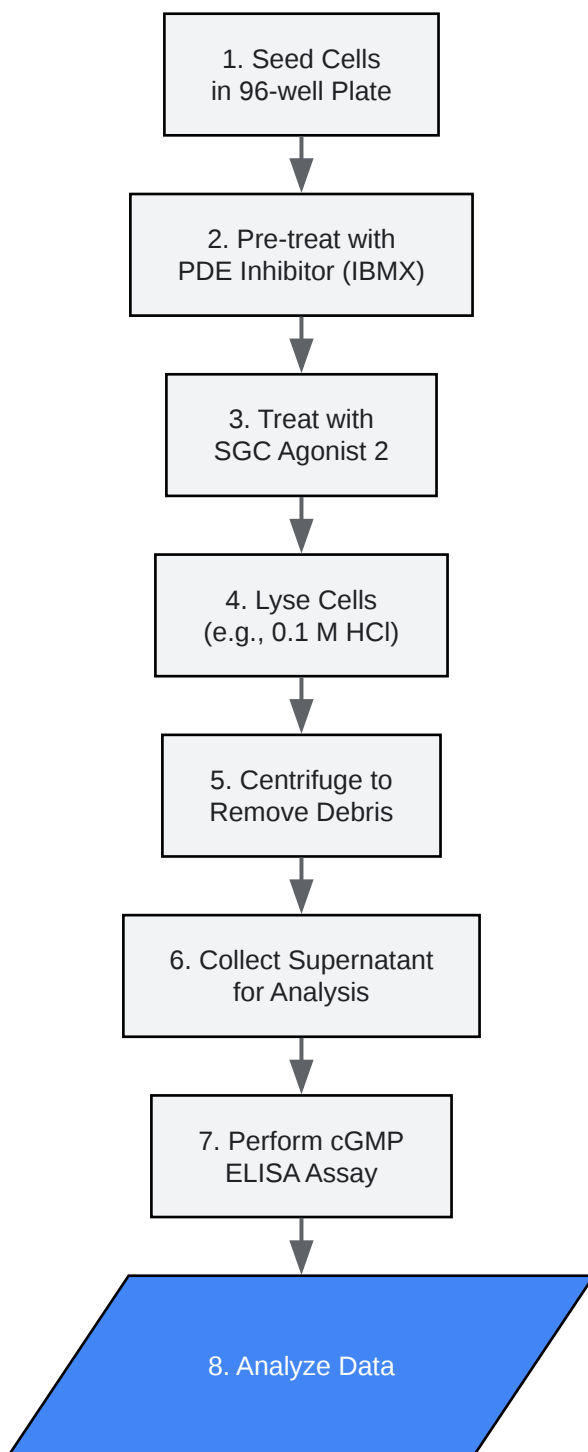 1. Seed Cells
in 96-well Plate
2. Pre-treat with
PDE Inhibitor (IBMX)
3. Treat with
SGC Agonist 2
4. Lyse Cells
(e.g., 0.1 M HCl)
5. Centrifuge to
Remove Debris
6. Collect Supernatant
for Analysis
7. Perform cGMP
ELISA Assay
8. Analyze Data